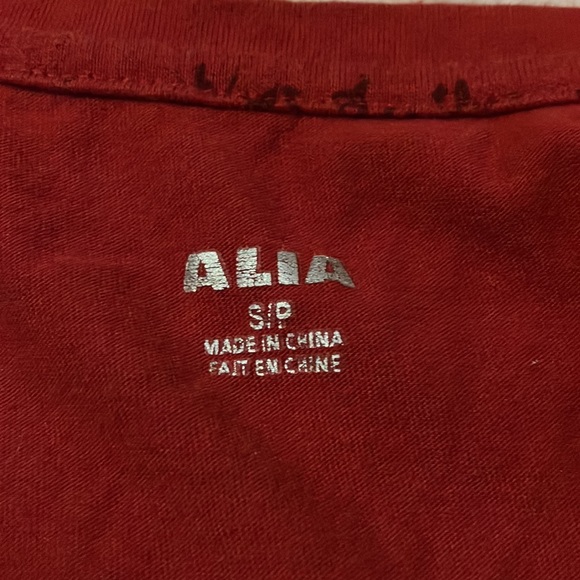 ALIA
S/P
MADE IN CHINA
FAIT EN CHINE